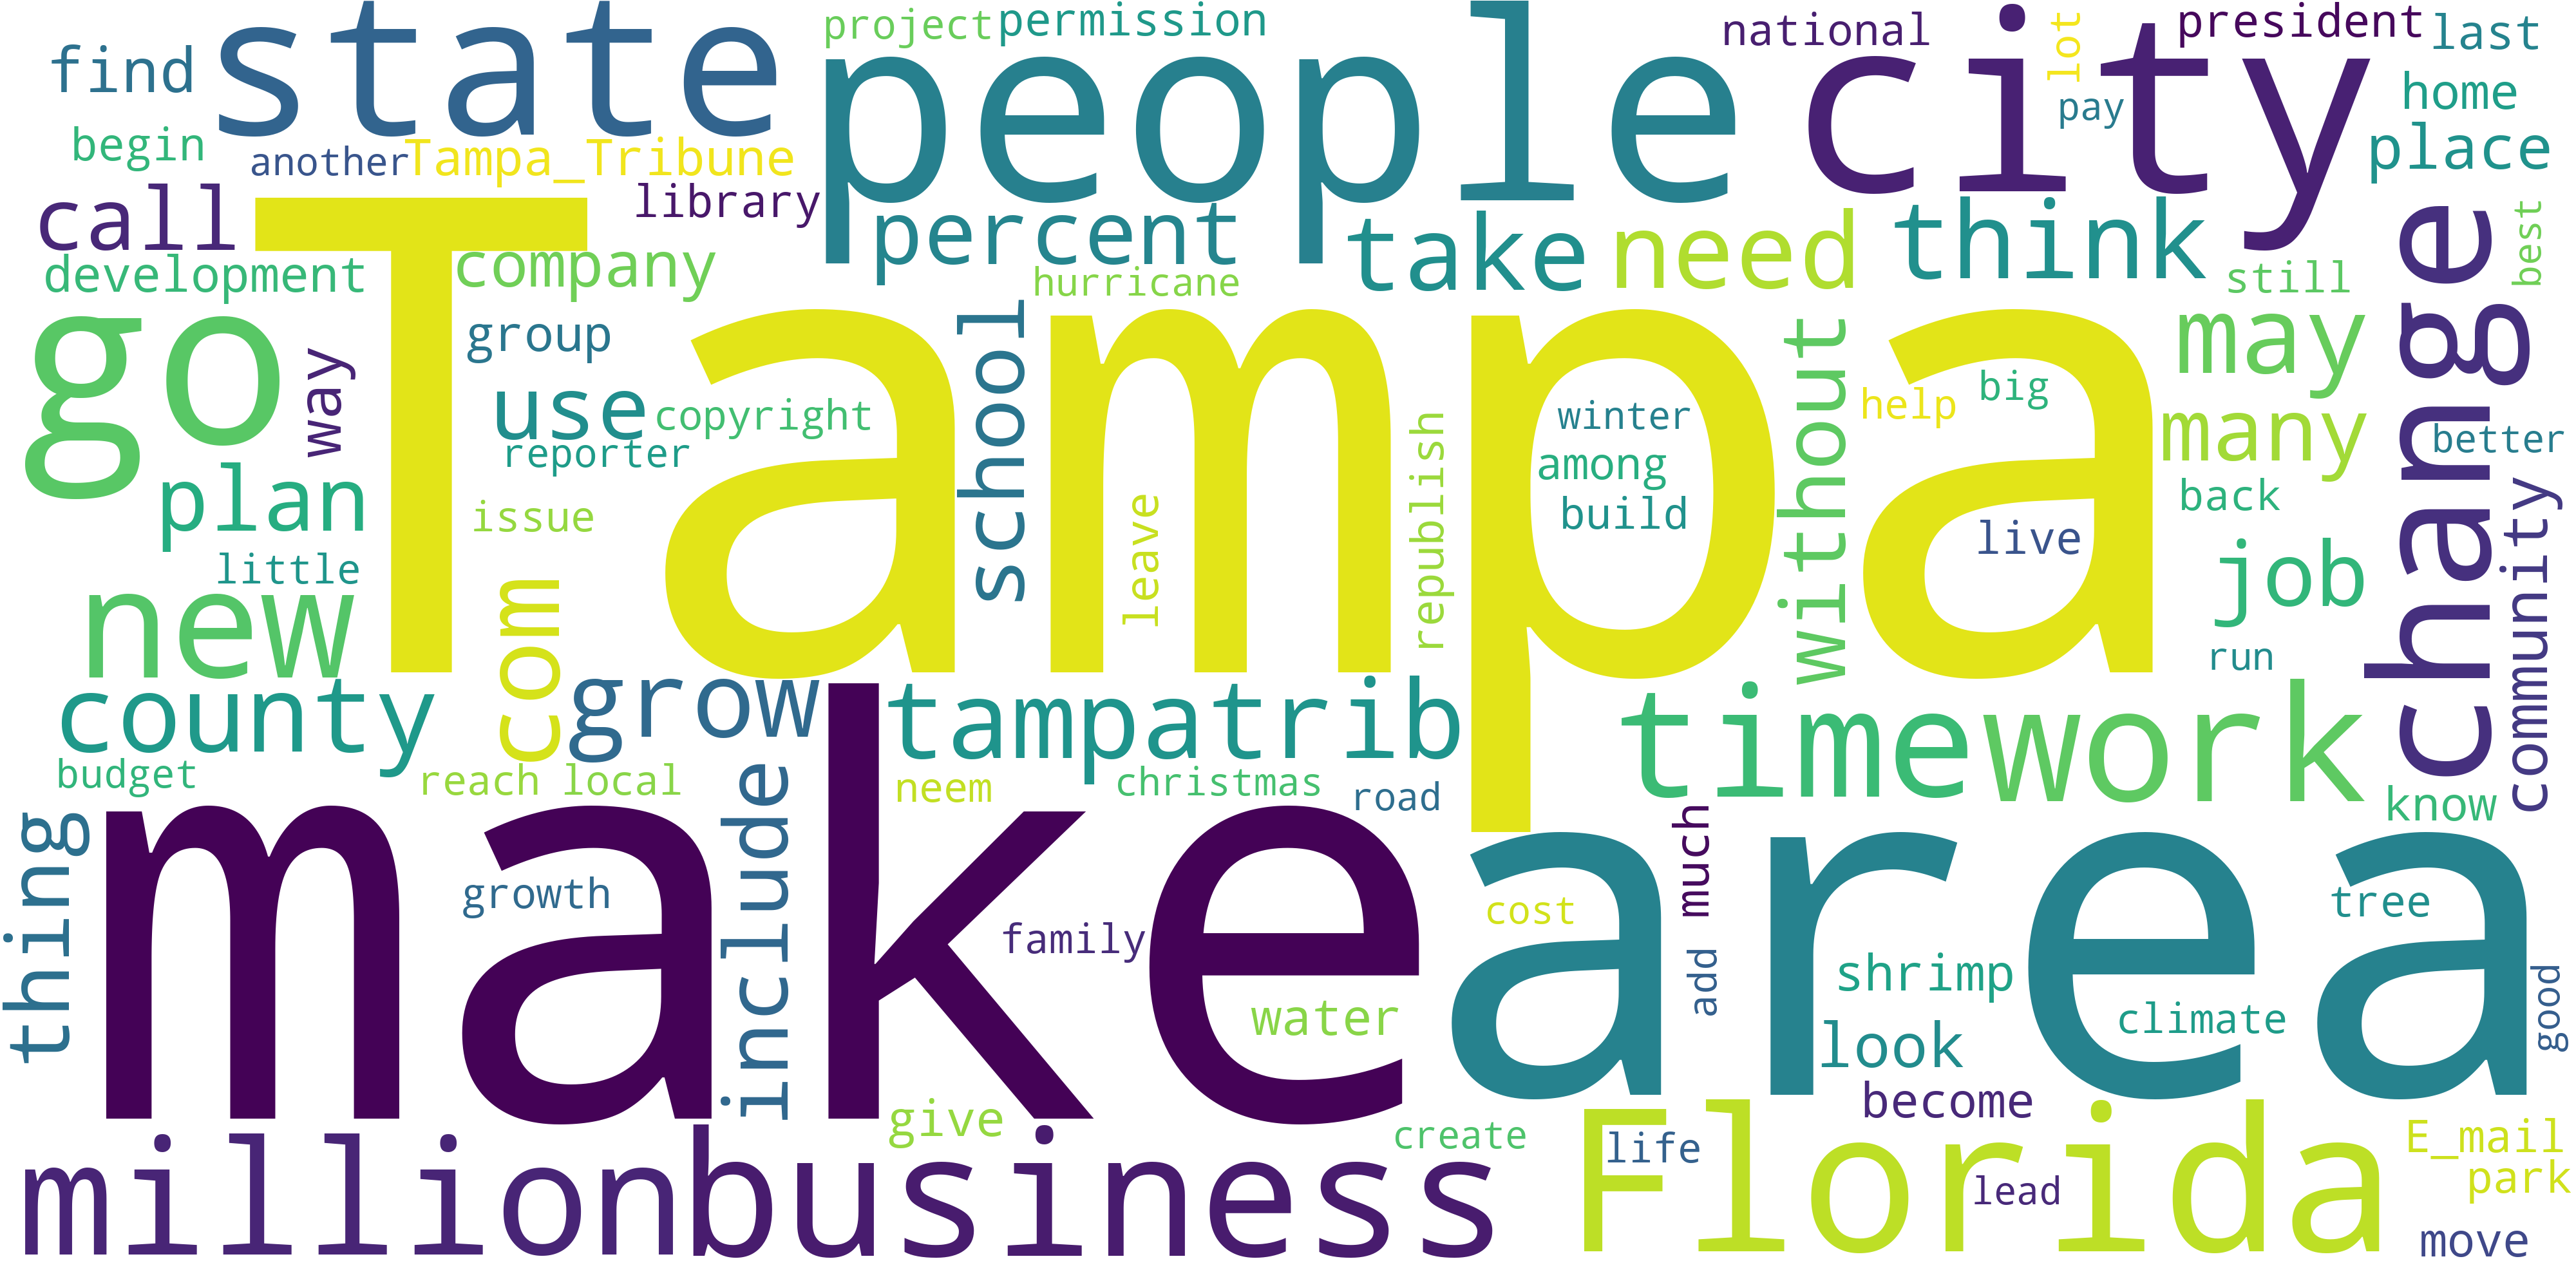 state
people
city
project
permission
national
lot
president
last
find
pay
home
begin
another
Tampa_Tribune
place
call
library
percent
take
need
think
change
best
development
company
hurricane
still
go
Tampa
way
group
school
without
may
use
copyright
winter
help
big
many
reporter
republish
among
better
plan
issue
leave
build
live
back
community
little
new
com
job
run
county
grow
tampatrib
time
work
budget
reach
local
neem
christmas
road
know
thing
make
include
area
much
growth
family
cost
tree
add
shrimp
water
climate
good
look
give
become
create
life
Florida
E_mail
million
business
lead
park
move